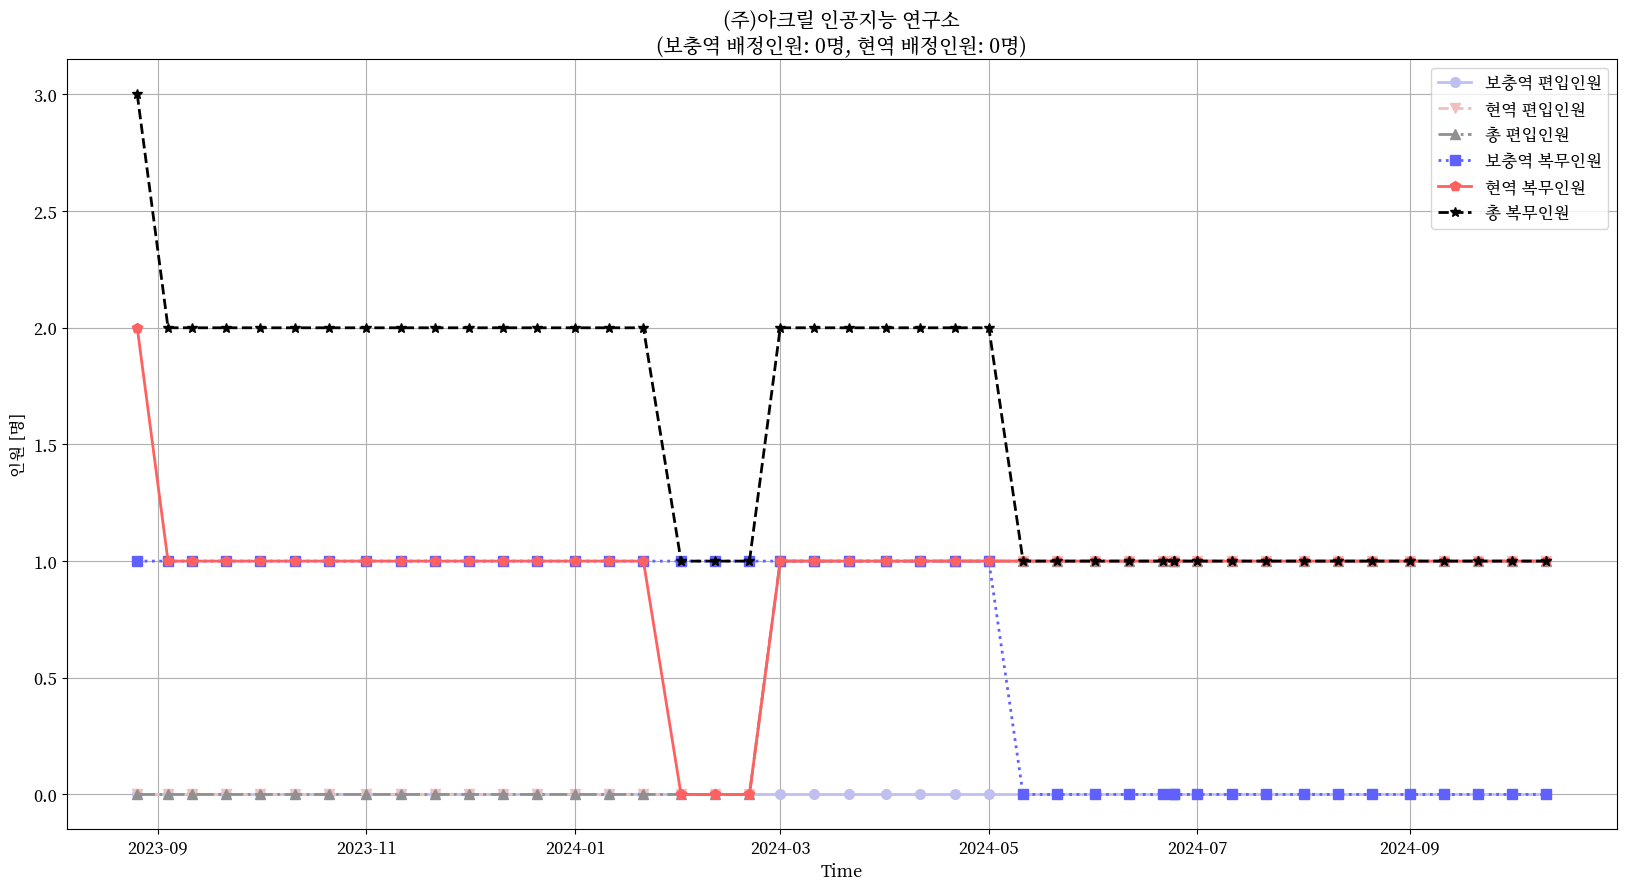 (주)아크릴 인공지능 연구소
(보충역 배정인원: 0명, 현역 배정인원: 0명)
보충역 편입인원
현역 편입인원
총 편입인원
보충역 복무인원
현역 복무인원
총 복무인원
인원 [명]
3.0
2.5
2.0
1.5
1.0
0.5
0.0
2023-09 2023-11 2024-01 2024-03 2024-05 2024-07 2024-09
Time